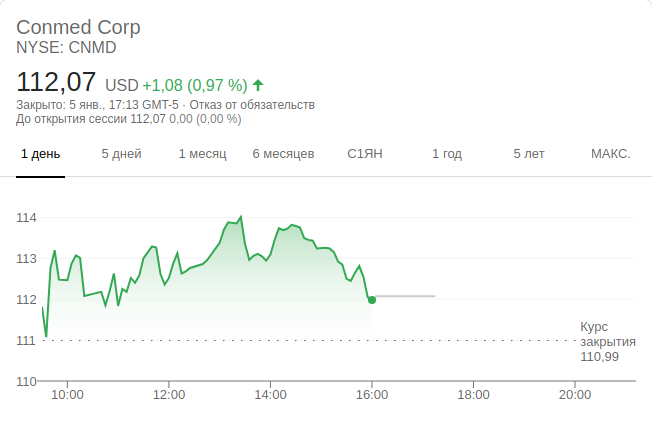 Conmed Corp
NYSE: CNMD
112,07 USD +1,08 (0,97 %)
Закрыто: 5 янв., 17:13 GMT-5 · Отказ от обязательств
До открытия сессии 112,07 0,00 (0,00 %)
1 день 5 дней 1 месяц 6 месяцев С1ЯН 1 год 5 лет МАКС.
114
113
112
111
110
Курс
закрытия
110,99
10:00 12:00 14:00 16:00 18:00 20:00